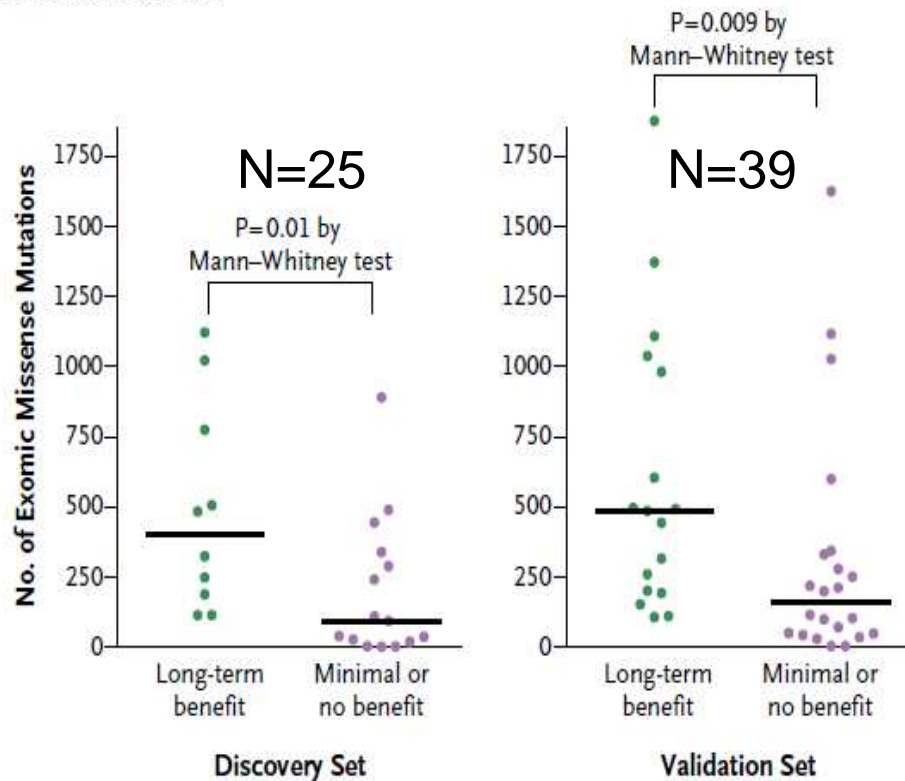 P=0.009 by
Mann–Whitney test
No. of Exomic Missense Mutations
1750
1500
1250
1000
750
500
250
0
N=25
P=0.01 by
Mann–Whitney test
Long-term
benefit
Minimal or
no benefit
Discovery Set
1750
1500
1250
1000
750
500
250
0
N=39
Long-term
benefit
Minimal or
no benefit
Validation Set